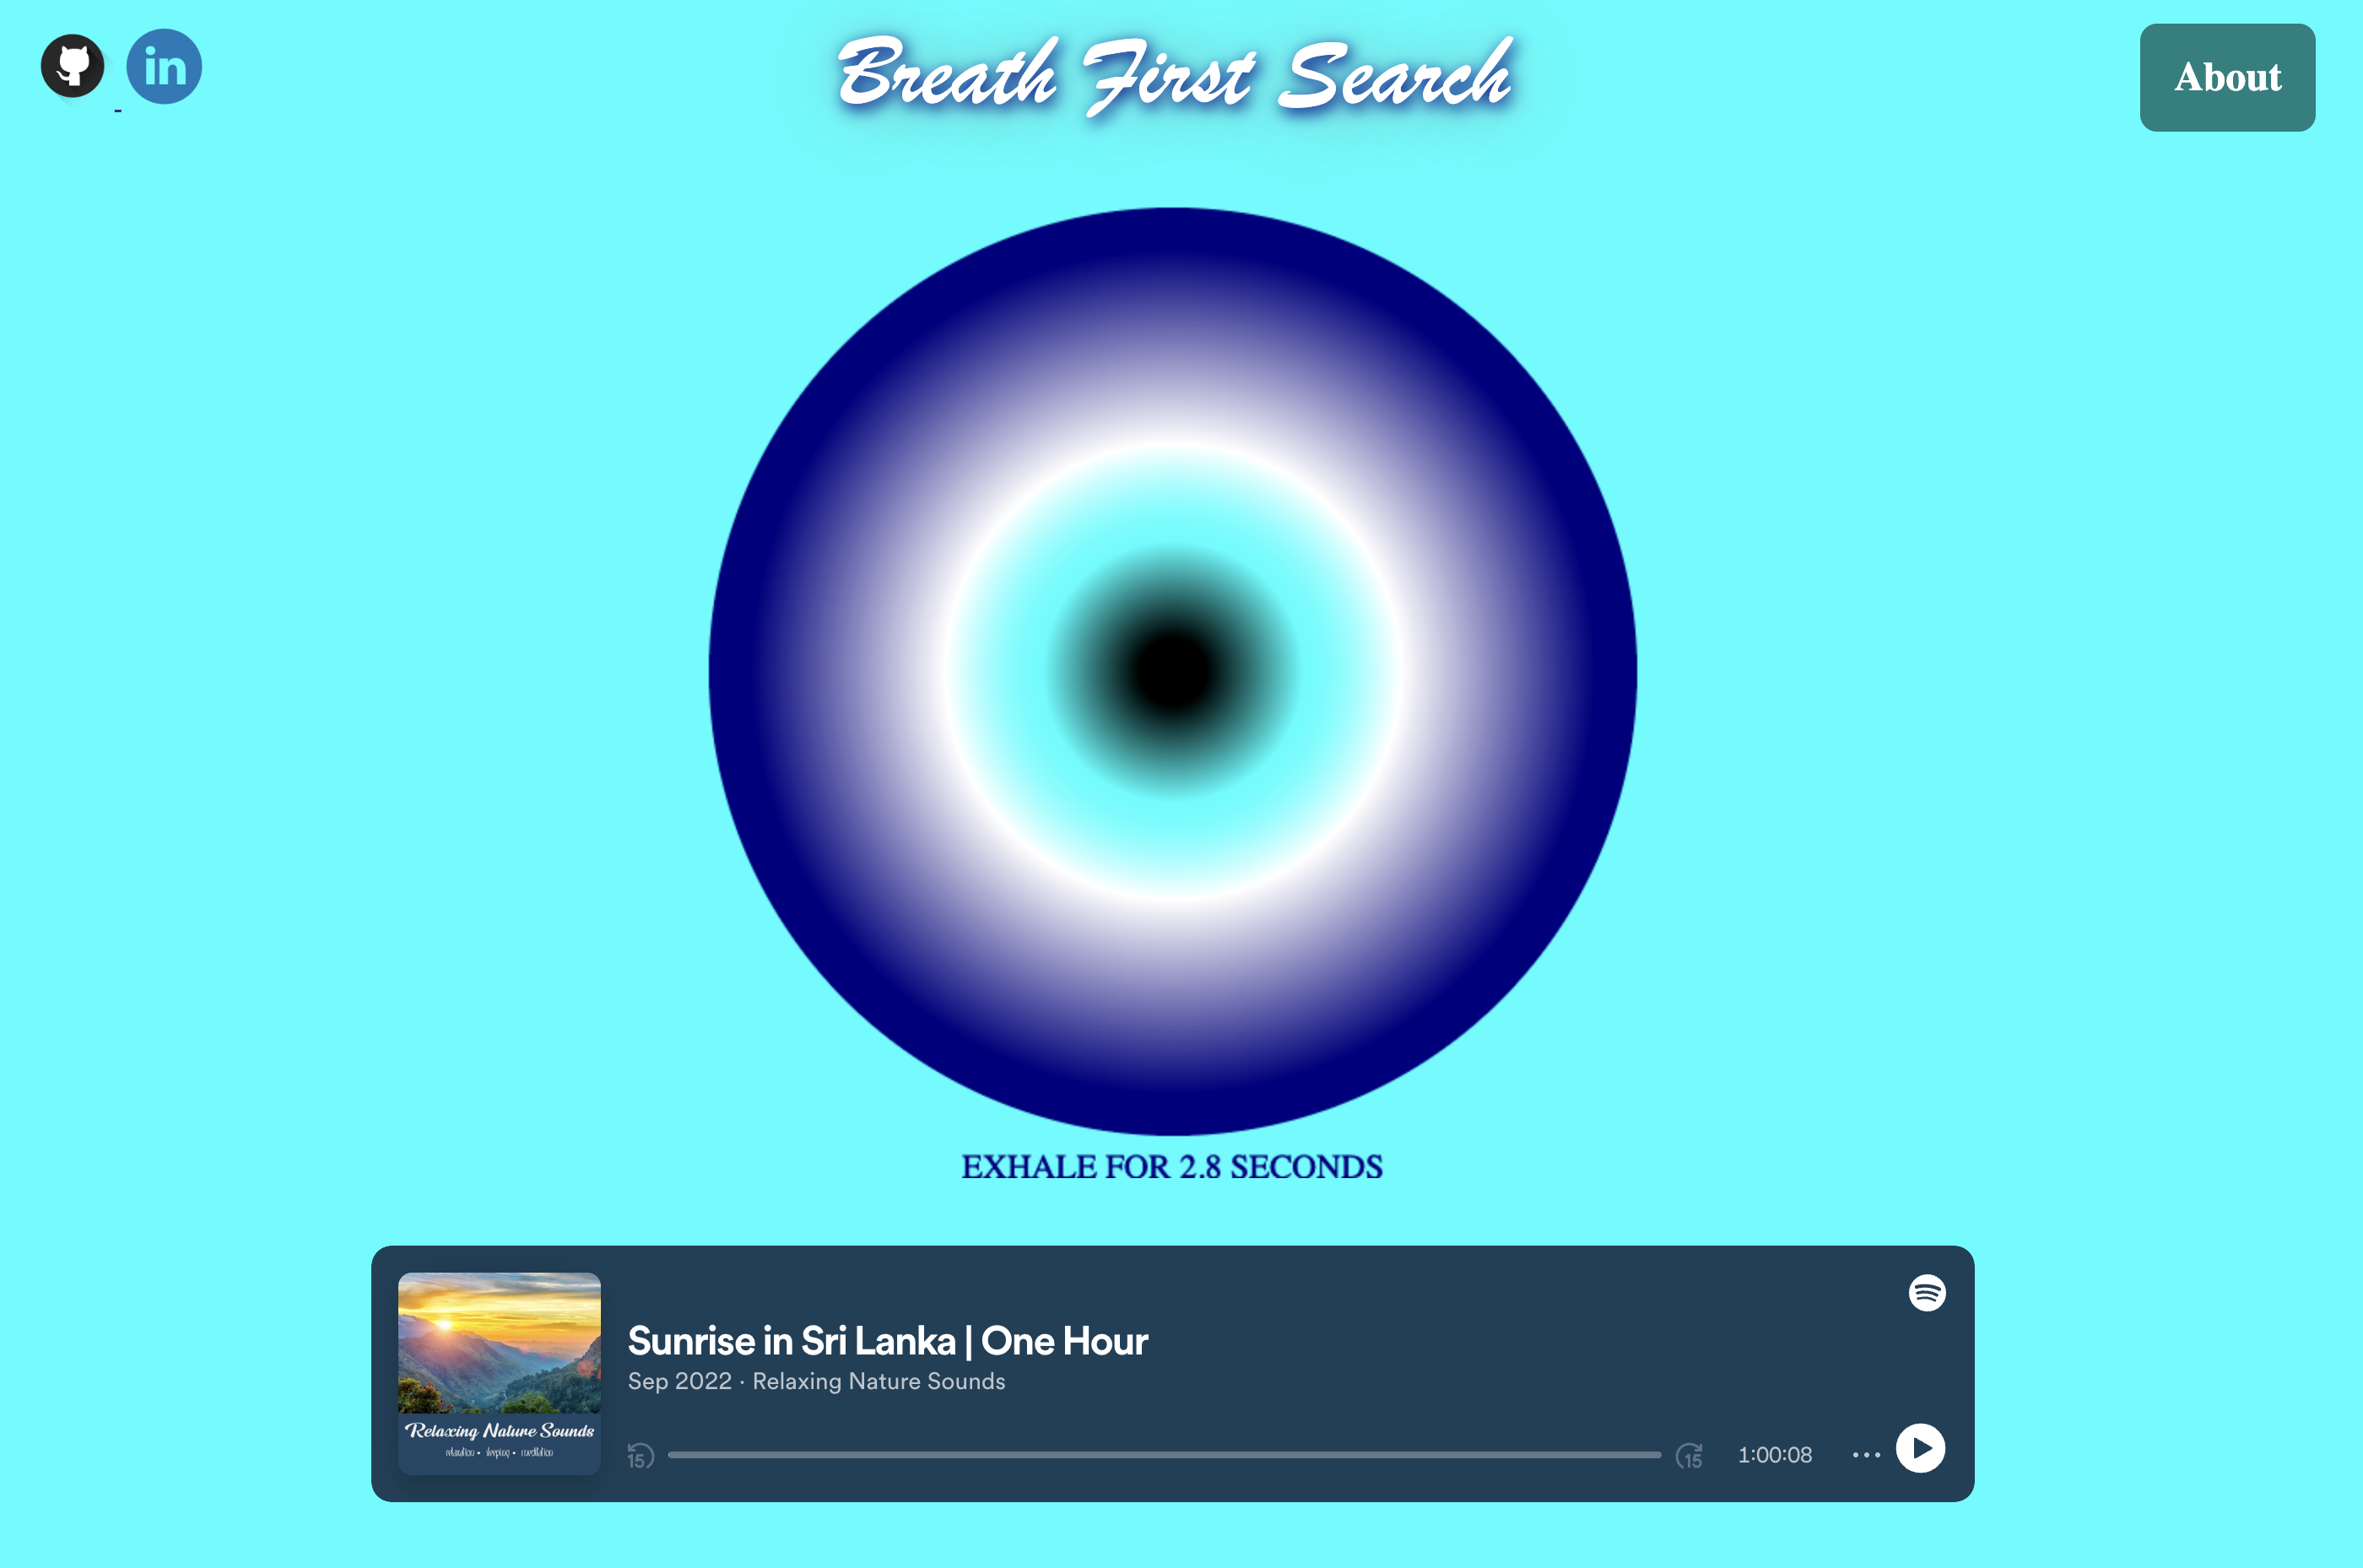 in
Breath First Search
About
EXHALE FOR 2.8 SECONDS
Sunrise in Sri Lanka | One Hour
Sep 2022 · Relaxing Nature Sounds
Relaxing Nature Sounds
relaxation • sleeping • meditation
15
15
1:00:08